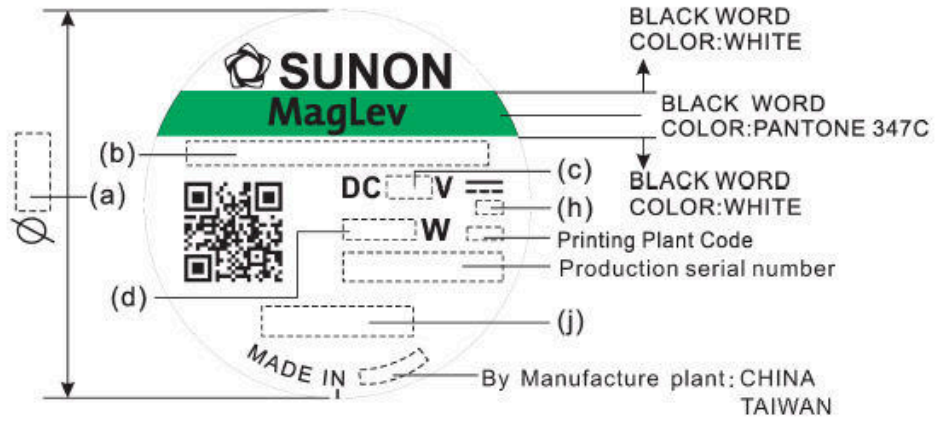 BLACK WORD
COLOR:WHITE
SUNON
MagLev
BLACK WORD
COLOR:PANTONE 347C
(b)
(c)
DC V
BLACK WORD
COLOR:WHITE
(a)
(h)
Ø
W
Printing Plant Code
Production serial number
(d)
(j)
MADE IN
By Manufacture plant: CHINA
TAIWAN